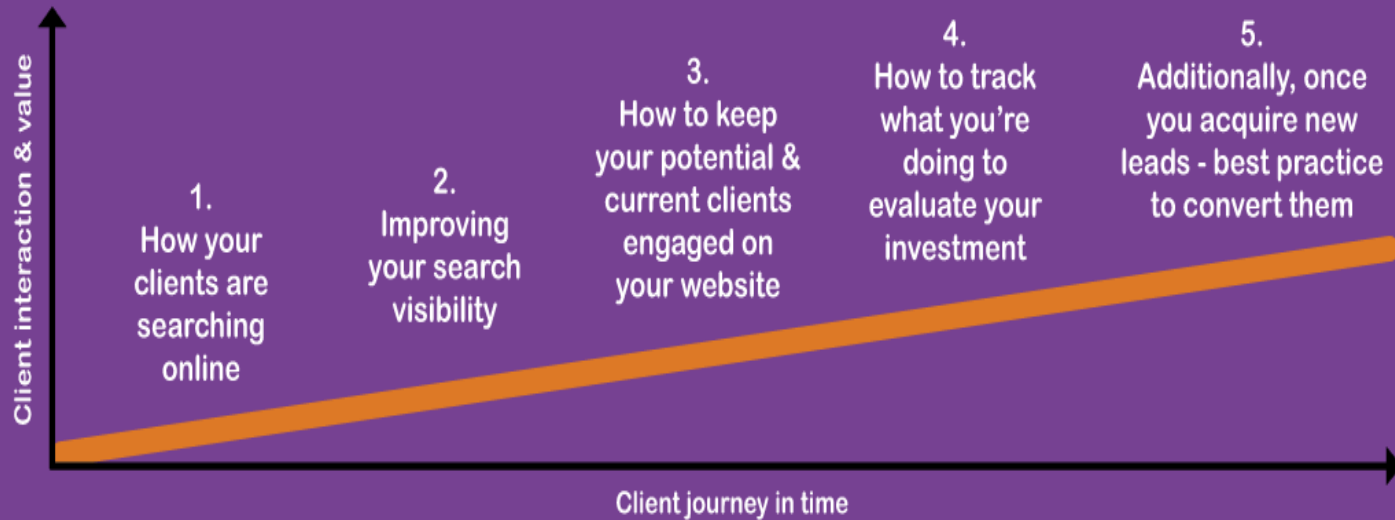 Client interaction & value
1.
How your
clients are
searching
online
2.
Improving
your search
visibility
3.
How to keep
your potential &
current clients
engaged on
your website
4.
How to track
what you’re
doing to
evaluate your
investment
5.
Additionally, once
you acquire new
leads - best practice
to convert them
Client journey in time